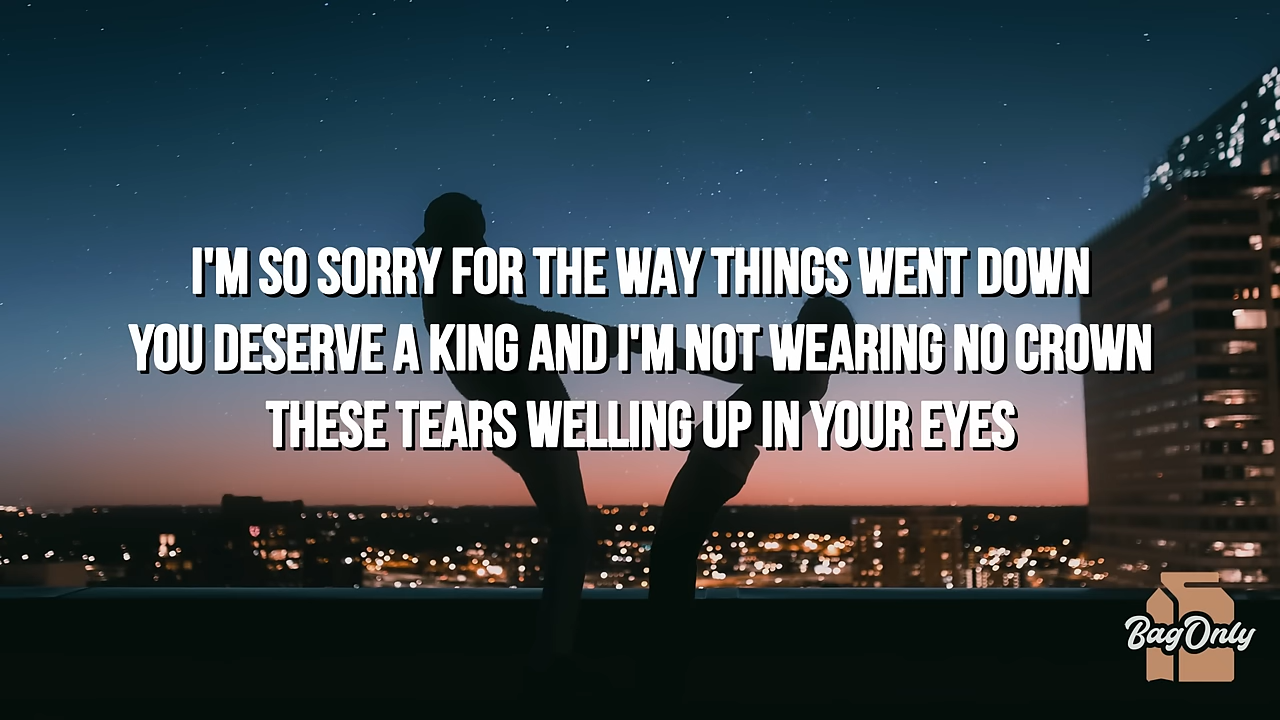 I'M SO SORRY FOR THE WAY THINGS WENT DOWN
YOU DESERVE A KING AND I'M NOT WEARING NO CROWN
THESE TEARS WELLING UP IN YOUR EYES
BagOnly